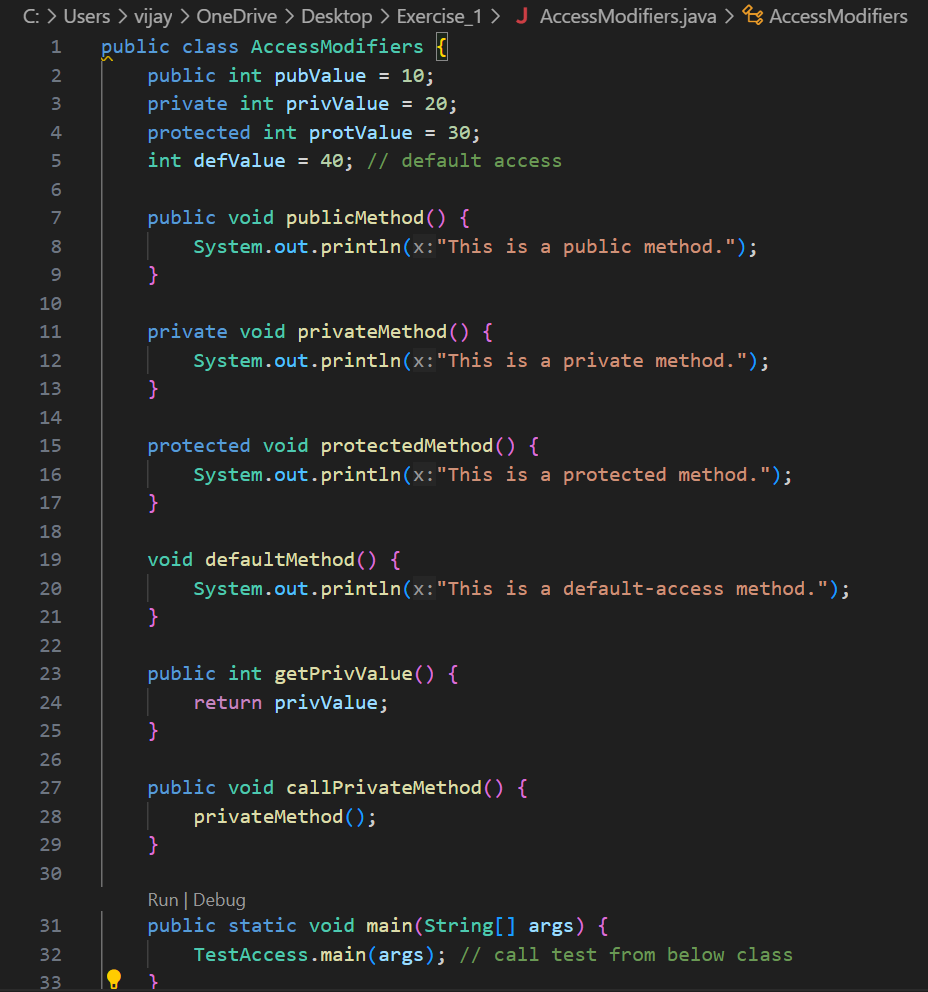 C: > Users > vijay > OneDrive > Desktop > Exercise_1 > J AccessModifiers.java > AccessModifiers
1 public class AccessModifiers {
2     public int pubValue = 10;
3     private int privValue = 20;
4     protected int protValue = 30;
5     int defValue = 40; // default access
6
7     public void publicMethod() {
8         System.out.println(x:"This is a public method.");
9     }
10
11     private void privateMethod() {
12         System.out.println(x:"This is a private method.");
13     }
14
15     protected void protectedMethod() {
16         System.out.println(x:"This is a protected method.");
17     }
18
19     void defaultMethod() {
20         System.out.println(x:"This is a default-access method.");
21     }
22
23     public int getPrivValue() {
24         return privValue;
25     }
26
27     public void callPrivateMethod() {
28         privateMethod();
29     }
30
Run | Debug
31     public static void main(String[] args) {
32         TestAccess.main(args); // call test from below class
33     }